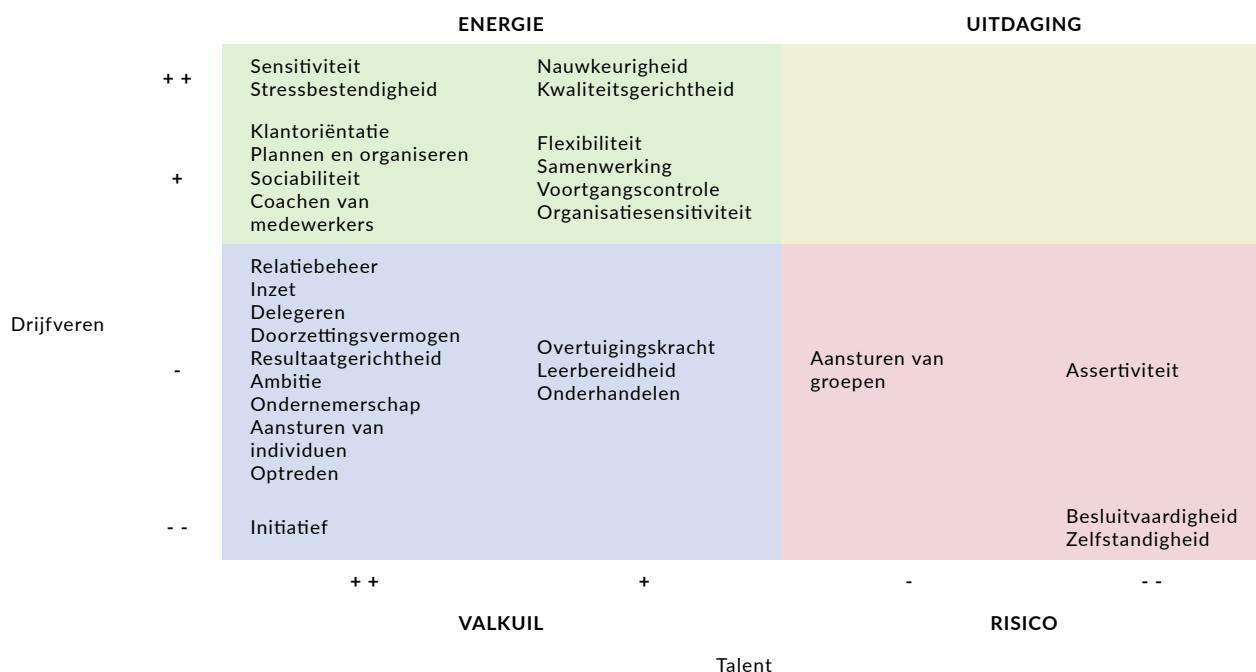 ENERGIE
UITDAGING
+ +
Sensitiviteit
Stressbestendigheid
Nauwkeurigheid
Kwaliteitsgerichtheid
+
Klantoriëntatie
Plannen en organiseren
Sociabiliteit
Coachen van
medewerkers
Flexibiliteit
Samenwerking
Voortgangscontrole
Organisatiesensitiviteit
Drijfveren
-
Relatiebeheer
Inzet
Delegeren
Doorzettingsvermogen
Resultaatgerichtheid
Ambitie
Ondernemerschap
Aansturen van
individuen
Optreden
Overtuigingskracht
Leerbereidheid
Onderhandelen
Aansturen van
groepen
Assertiviteit
- -
Initiatief
Besluitvaardigheid
Zelfstandigheid
+ +
+
-
- -
VALKUIL
RISICO
Talent